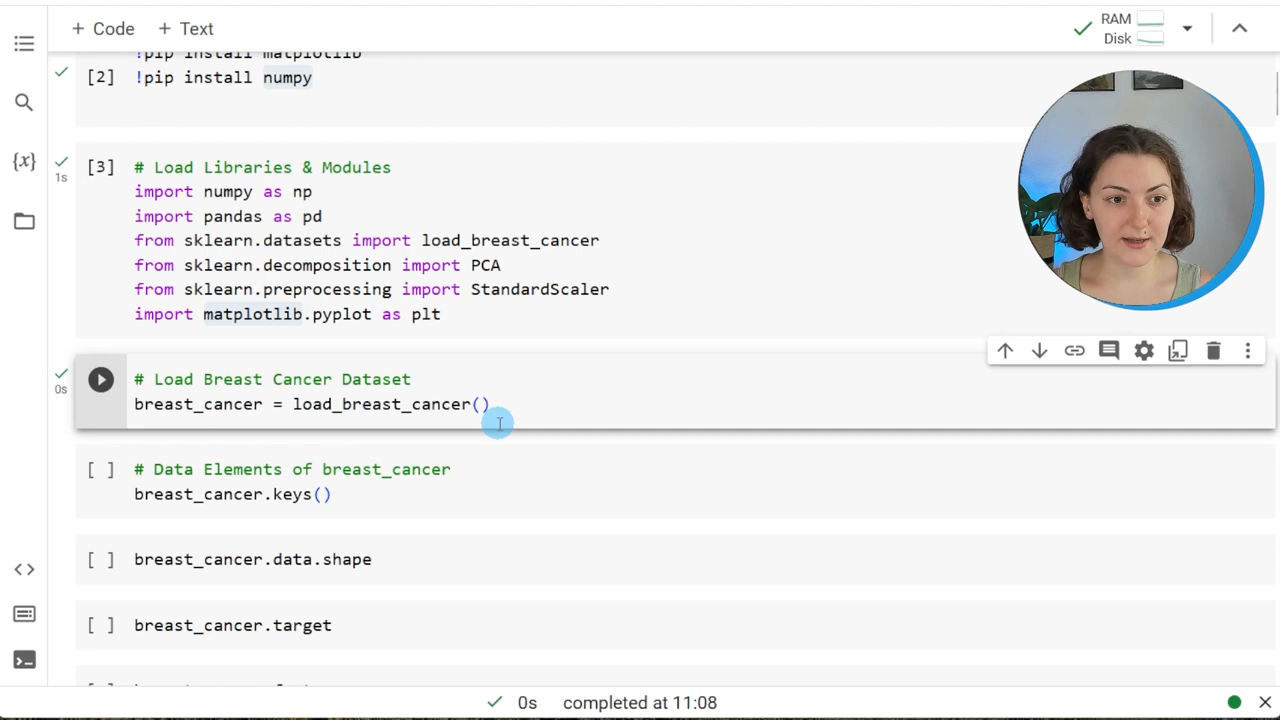 + Code + Text
RAM
Disk
!pip install matplotlib
[2] !pip install numpy
[3] # Load Libraries & Modules
1s
import numpy as np
import pandas as pd
from sklearn.datasets import load_breast_cancer
from sklearn.decomposition import PCA
from sklearn.preprocessing import StandardScaler
import matplotlib.pyplot as plt
{x}
# Load Breast Cancer Dataset
0s
breast_cancer = load_breast_cancer()
[ ] # Data Elements of breast_cancer
breast_cancer.keys()
[ ] breast_cancer.data.shape
[ ] breast_cancer.target
0s completed at 11:08